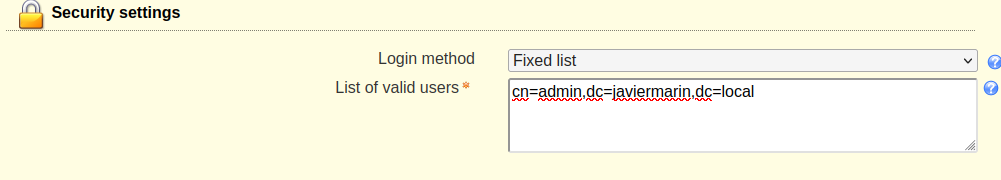 Security settings
Login method Fixed list
List of valid users* cn=admin,dc=javiermarin,dc=local